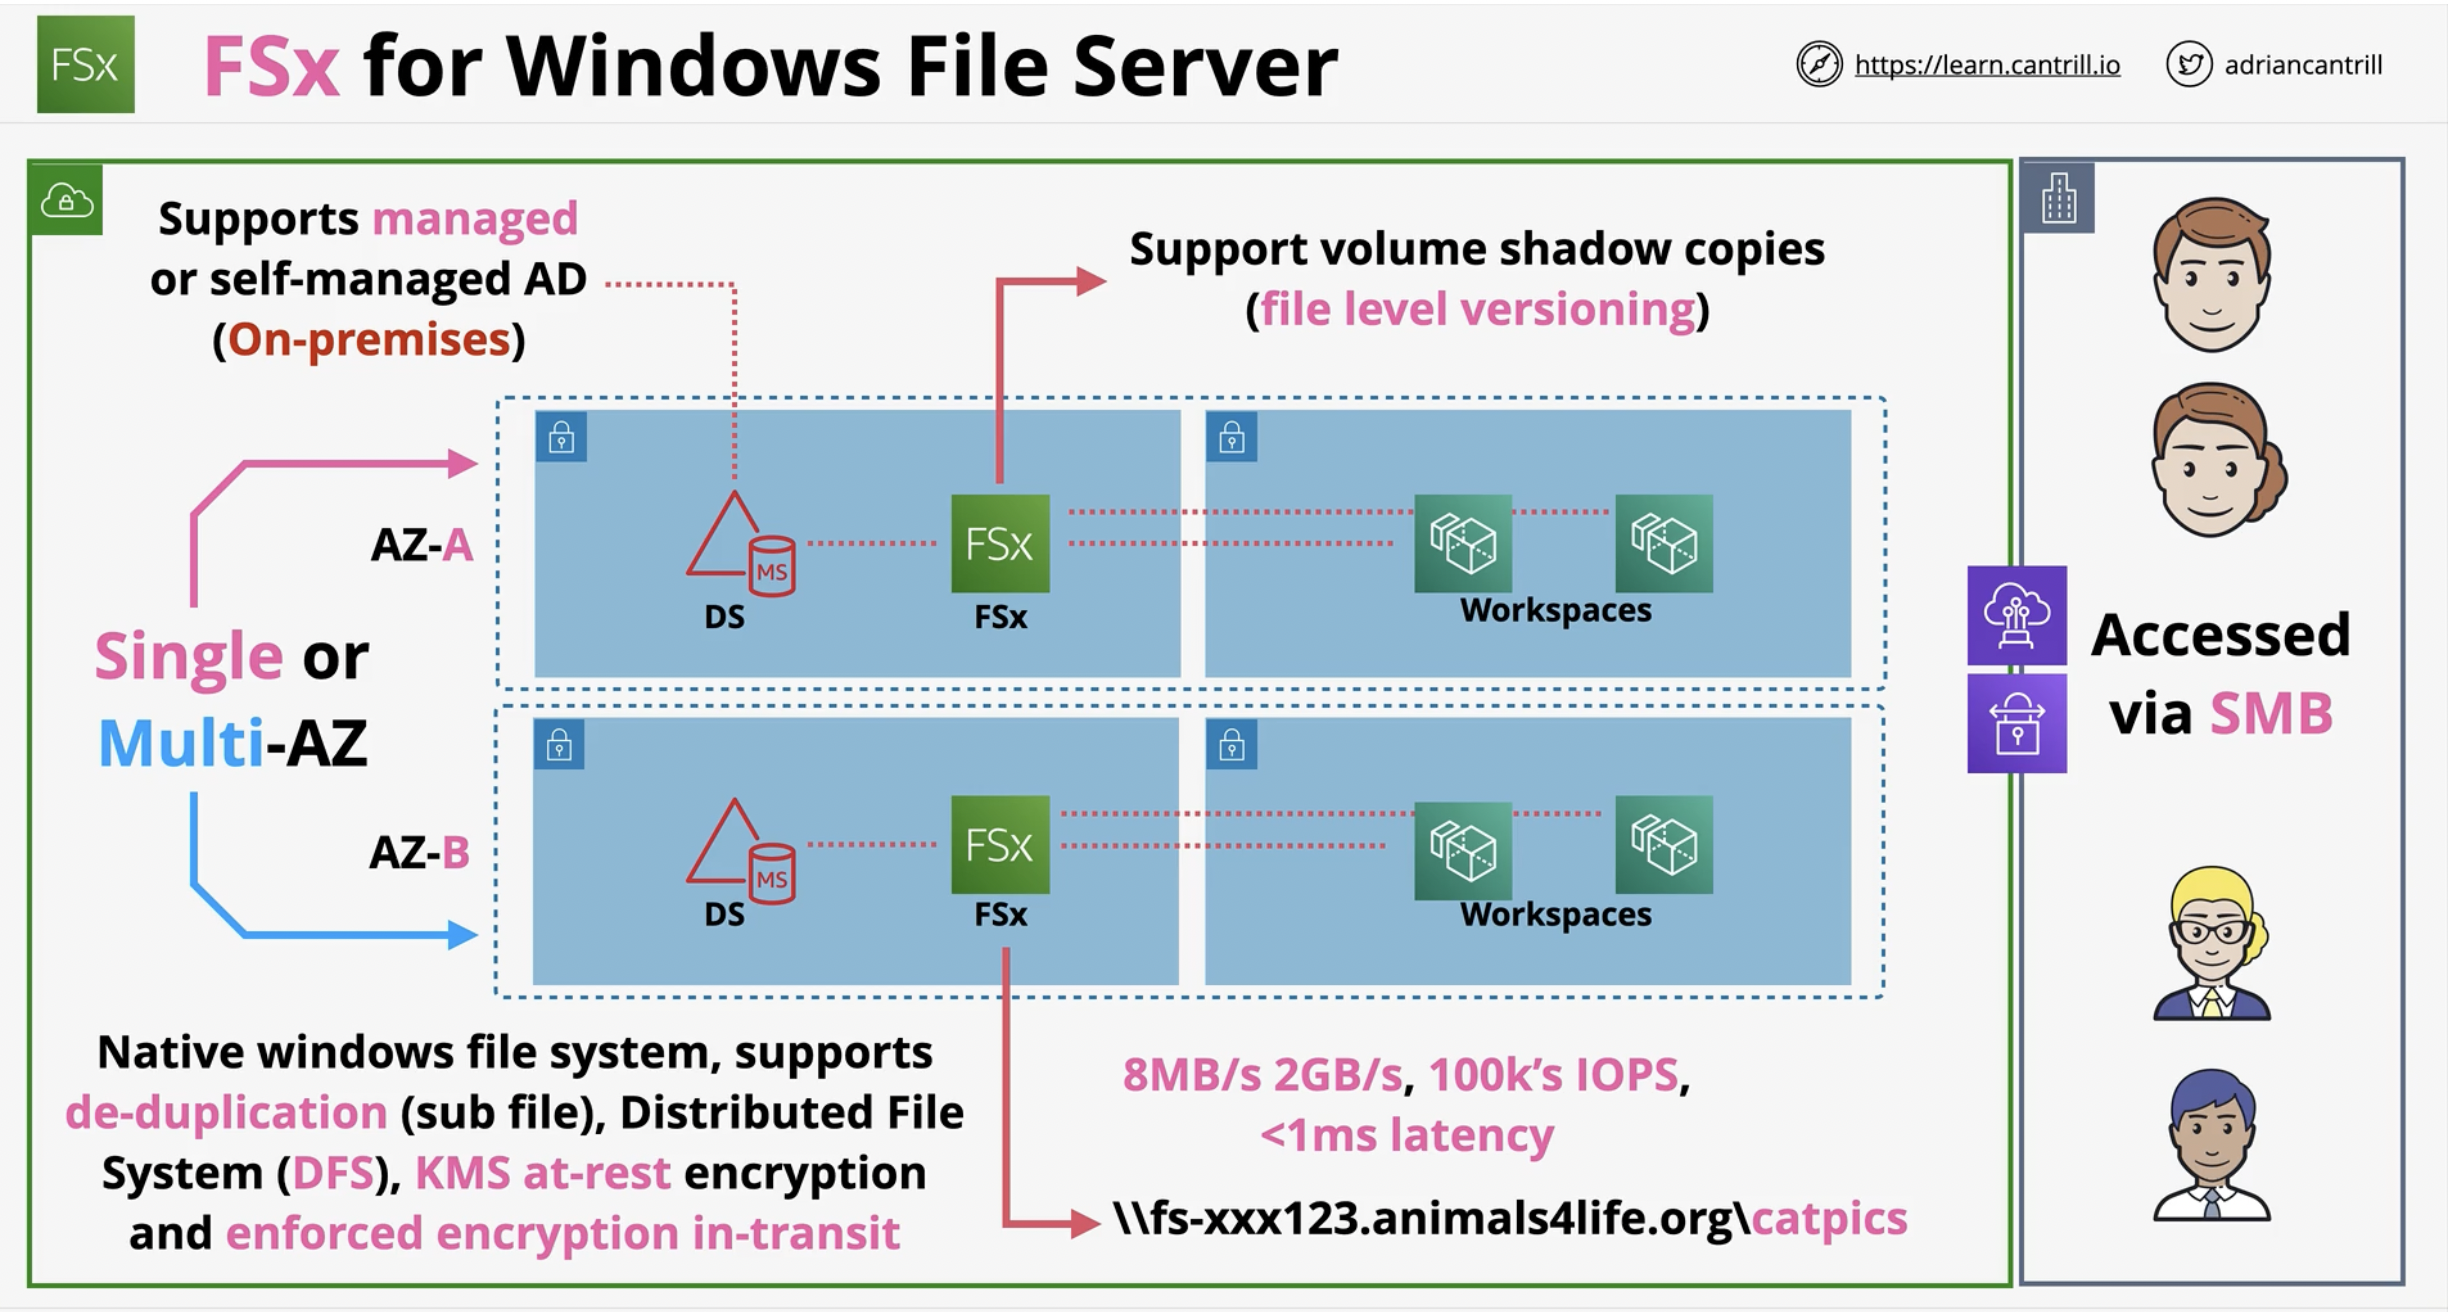 FSx
FSx for Windows File Server
https://learn.cantrill.io
adriancantrill
Supports managed
or self-managed AD
(On-premises)
Support volume shadow copies
(file level versioning)
AZ-A
MS
DS
FSx
FSx
Workspaces
Single or
Multi-AZ
AZ-B
MS
DS
FSx
FSx
Workspaces
Accessed
via SMB
Native windows file system, supports
de-duplication (sub file), Distributed File
System (DFS), KMS at-rest encryption
and enforced encryption in-transit
8MB/s 2GB/s, 100k’s IOPS,
<1ms latency
\\fs-xxx123.animals4life.org\catpics